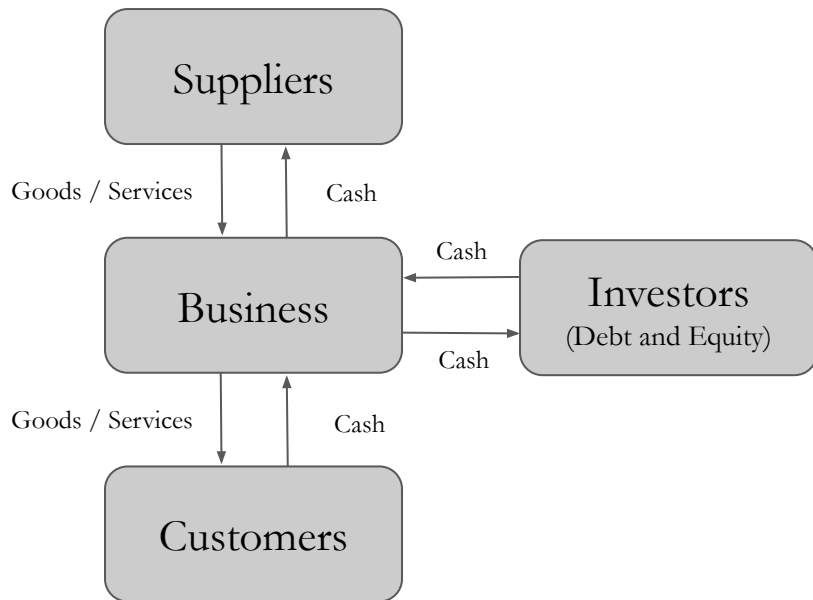 Suppliers
Goods / Services
Cash
Cash
Business
Investors
(Debt and Equity)
Cash
Goods / Services
Cash
Customers